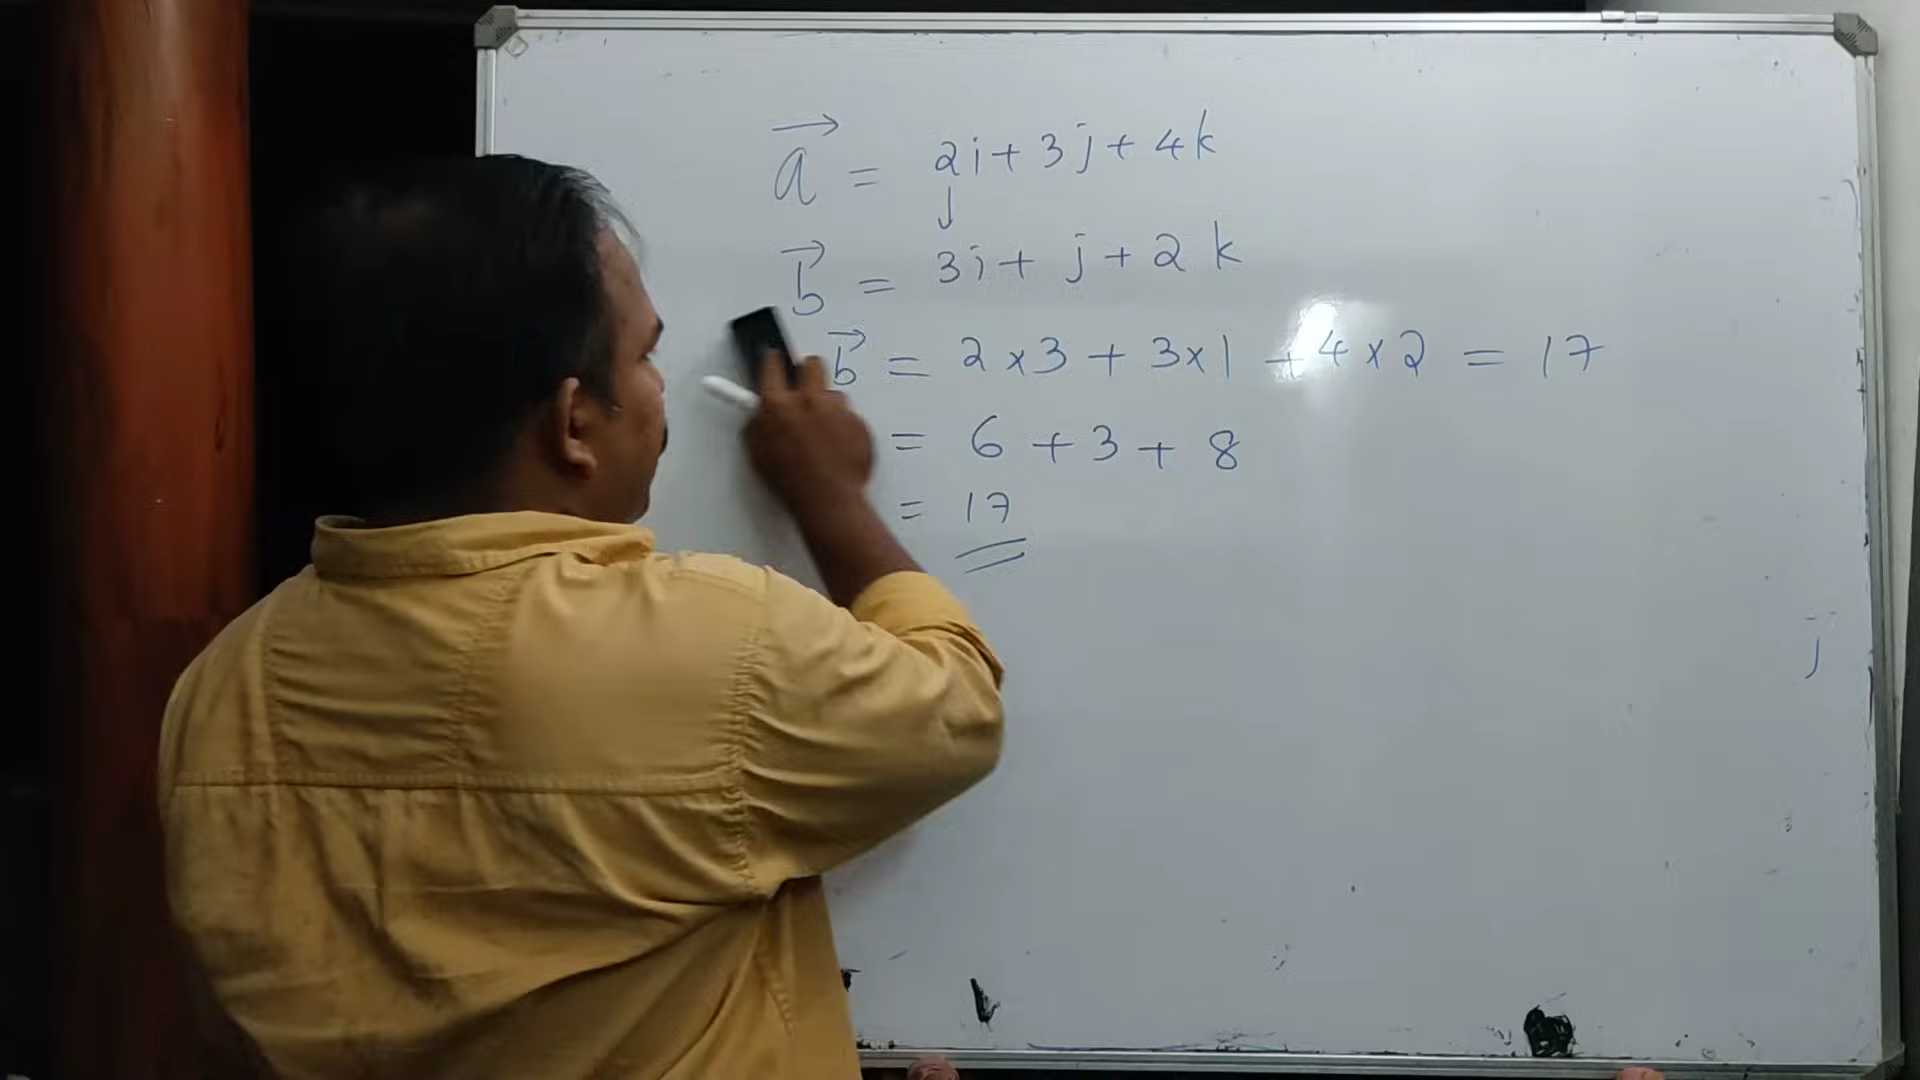 a⃗ = 2i + 3j + 4k
j
b⃗ = 3i + j + 2k
b⃗ = 2×3 + 3×1 + 4×2 = 17
= 6 + 3 + 8
= 17
j